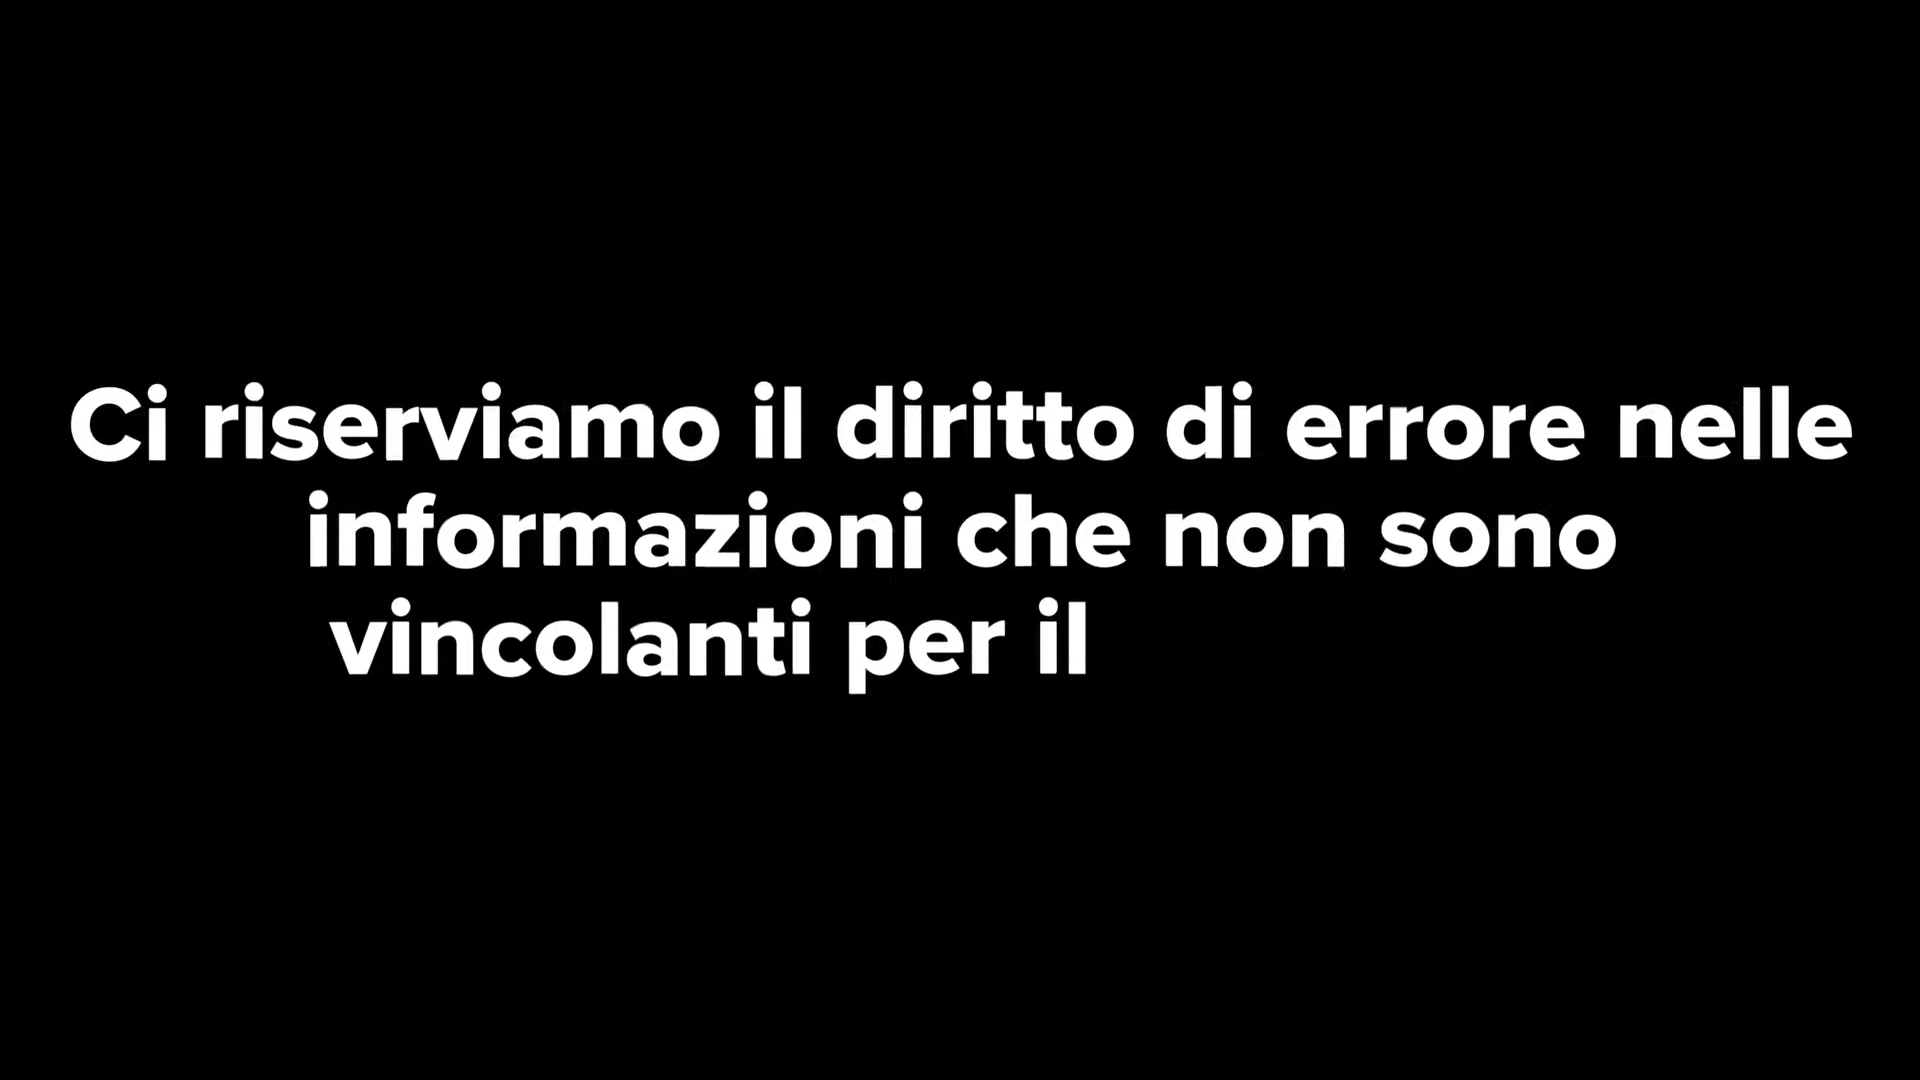 Ci riserviamo il diritto di errore nelle
informazioni che non sono
vincolanti per il